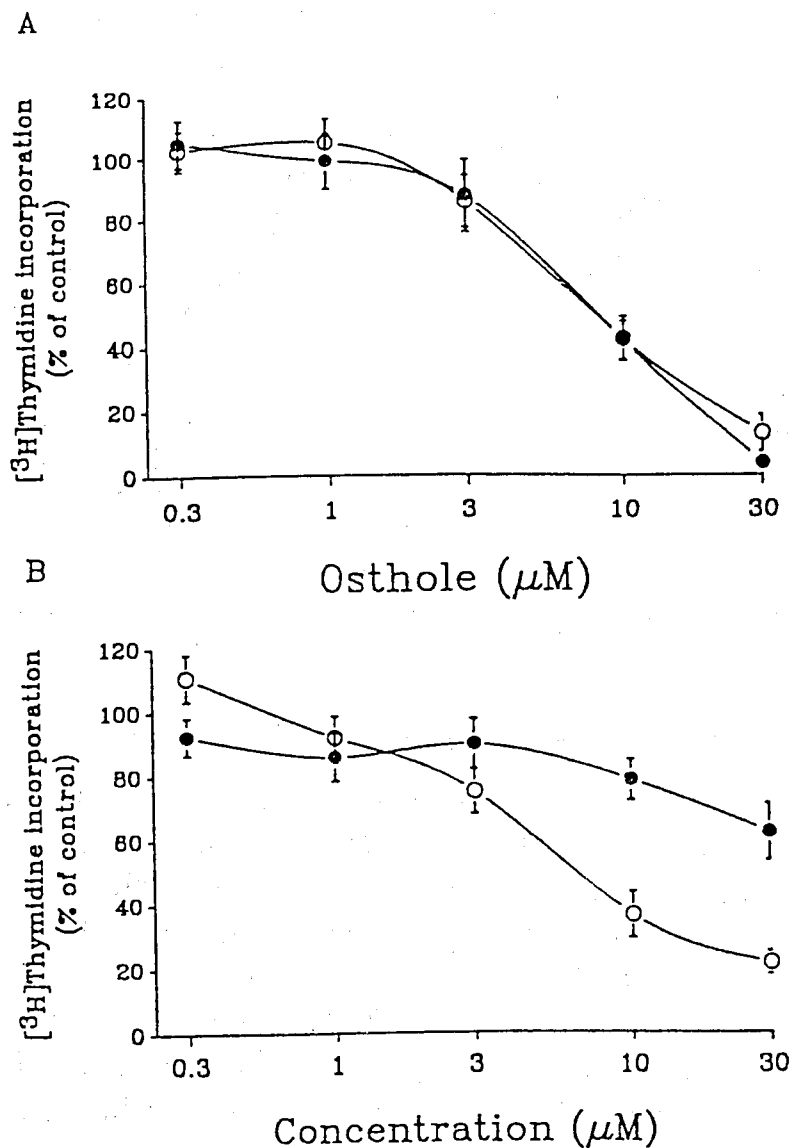 A
[³H]Thymidine incorporation
(% of control)
120
100
80
60
40
20
0
0.3 1 3 10 30
Osthole (μM)
B
[³H]Thymidine incorporation
(% of control)
120
100
80
60
40
20
0
0.3 1 3 10 30
Concentration (μM)